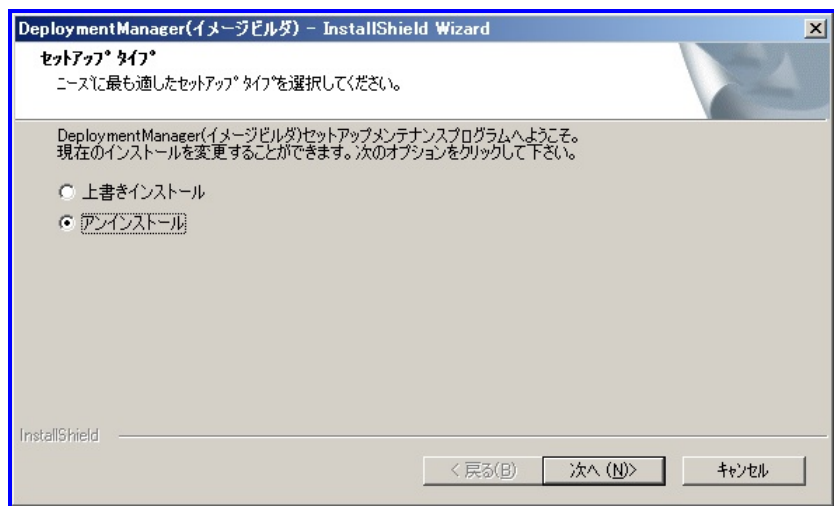 DeploymentManager(イメージビルダ) – InstallShield Wizard
セットアップ タイプ
ニーズに最も適したセットアップ タイプを選択してください。
DeploymentManager(イメージビルダ)セットアップメンテナンスプログラムへようこそ。
現在のインストールを変更することができます。次のオプションをクリックして下さい。
上書きインストール
アンインストール
InstallShield
< 戻る(B) 次へ (N)> キャンセル